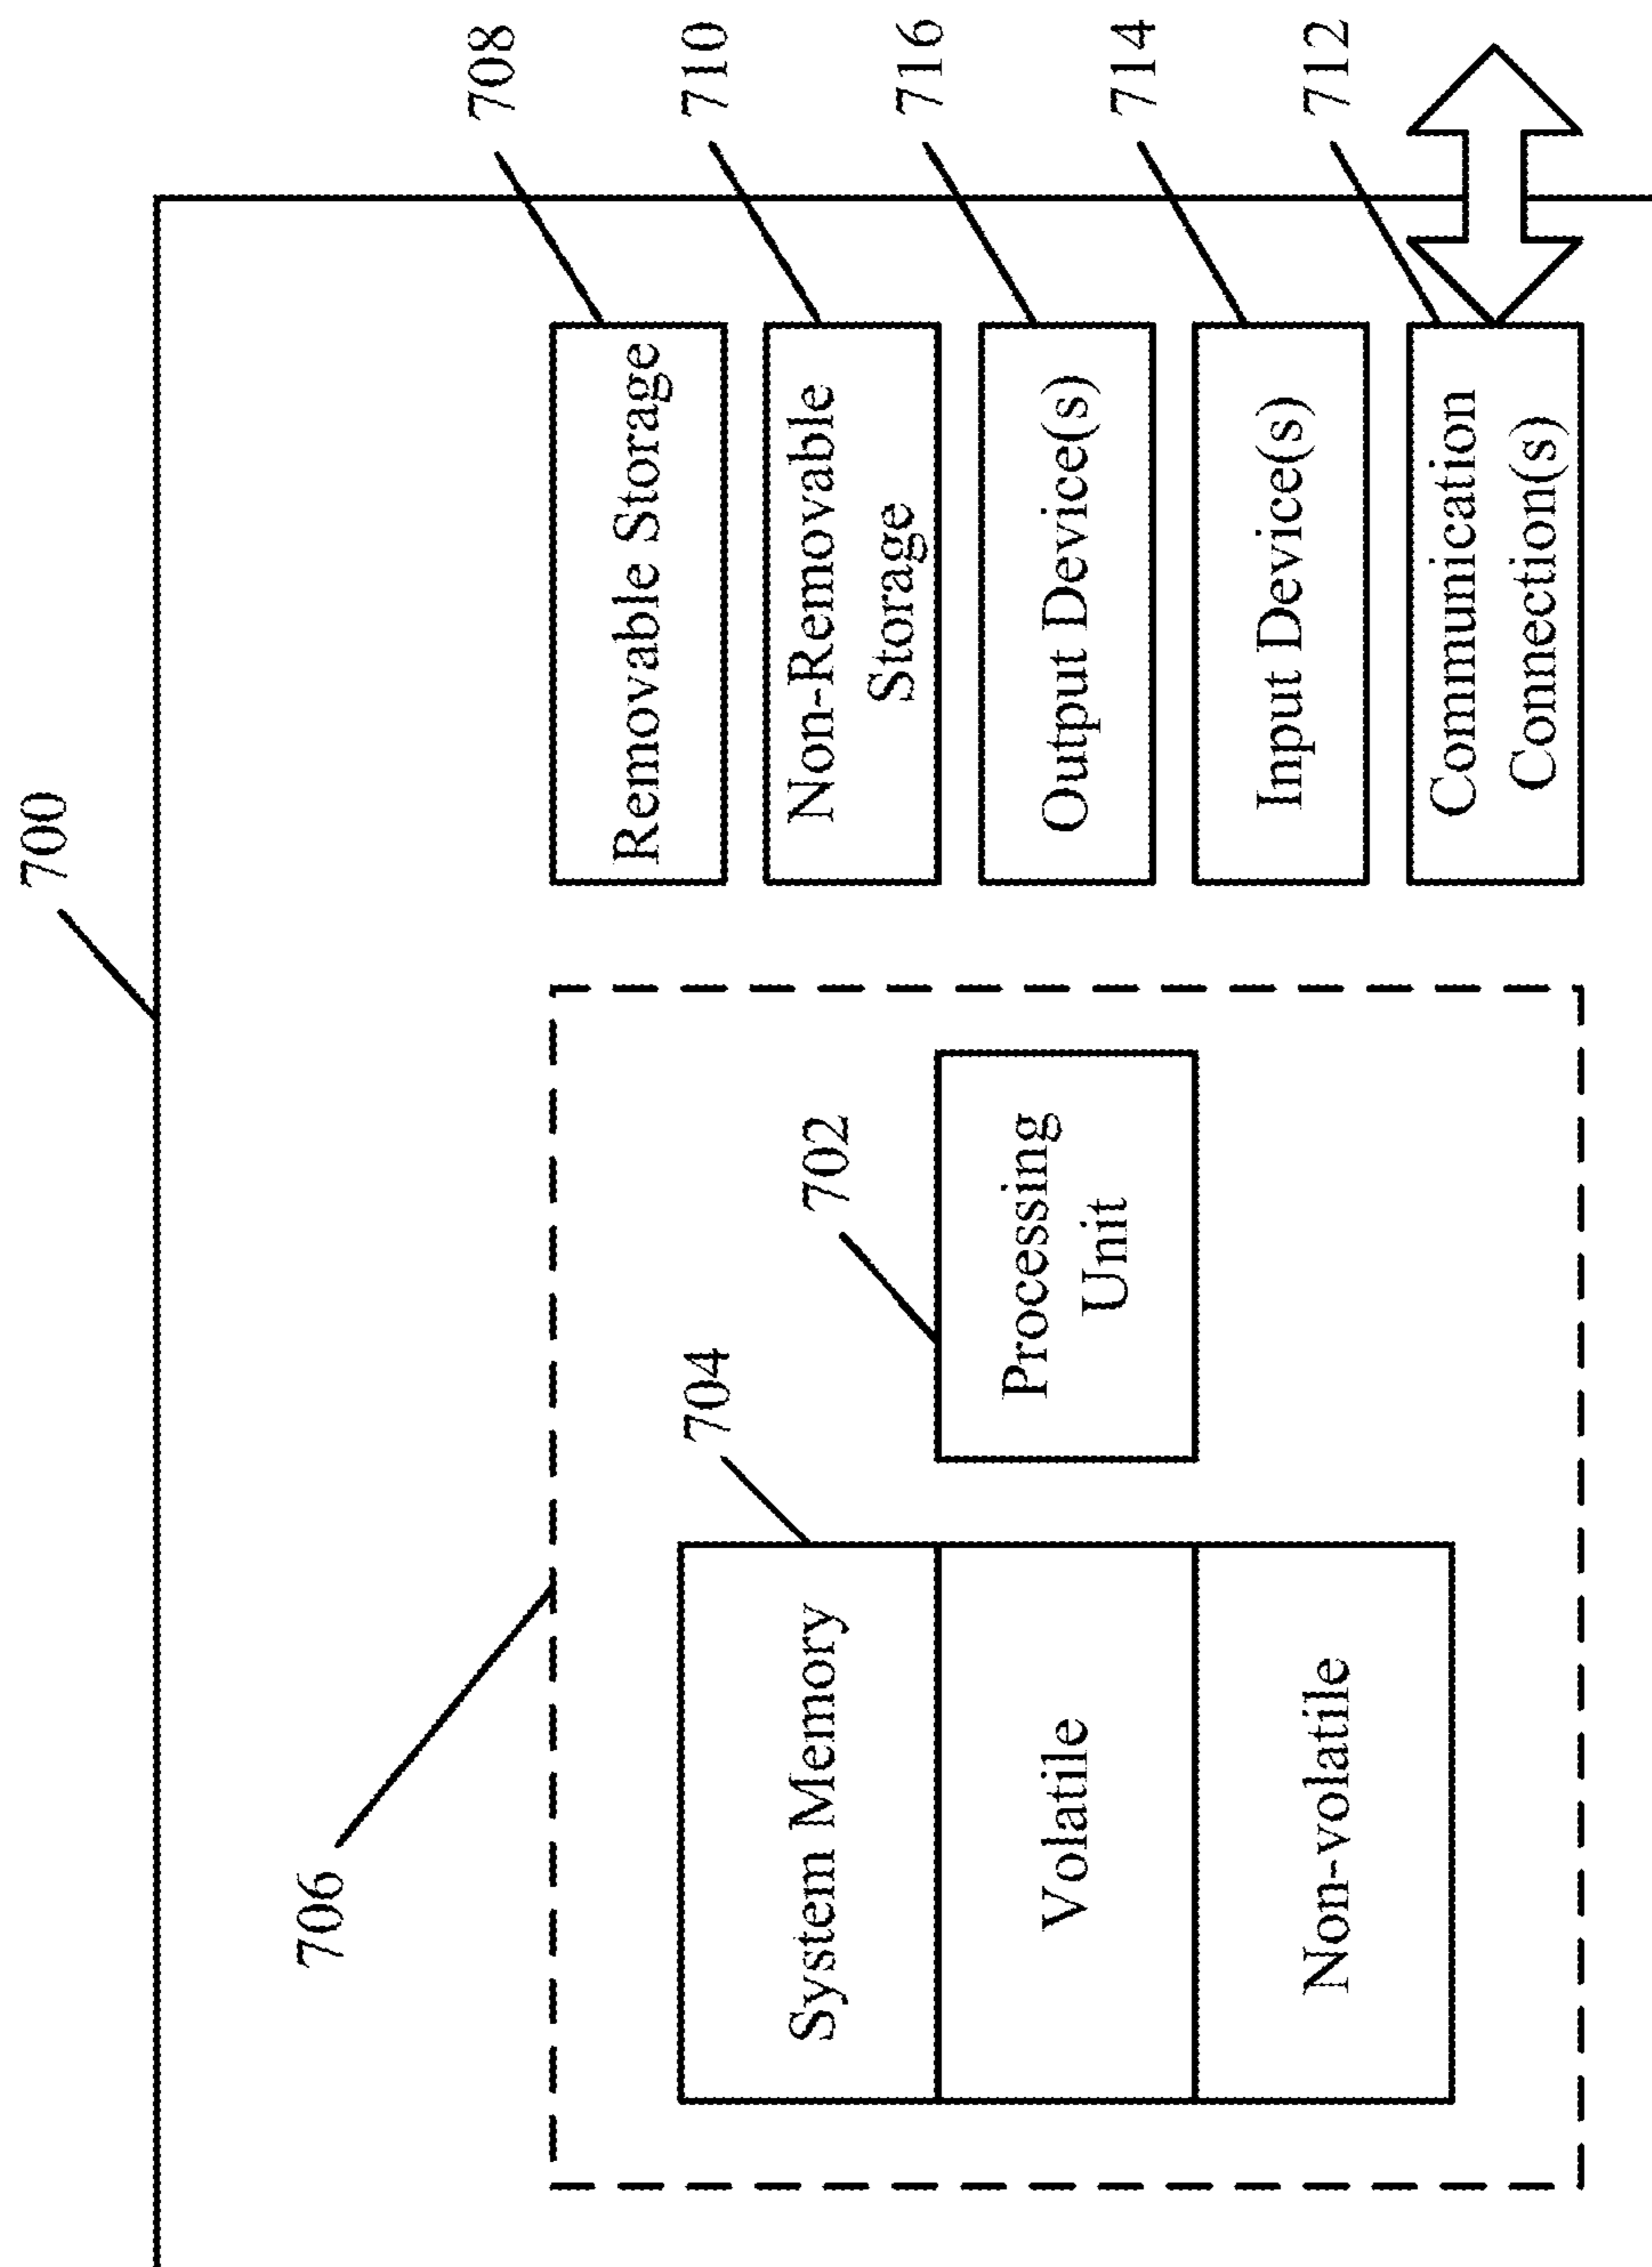 700
706
704
System Memory
Volatile
Non-volatile
702
Processing
Unit
708
Removable Storage
710
Non-Removable
Storage
716
Output Device(s)
714
Input Device(s)
712
Communication
Connection(s)